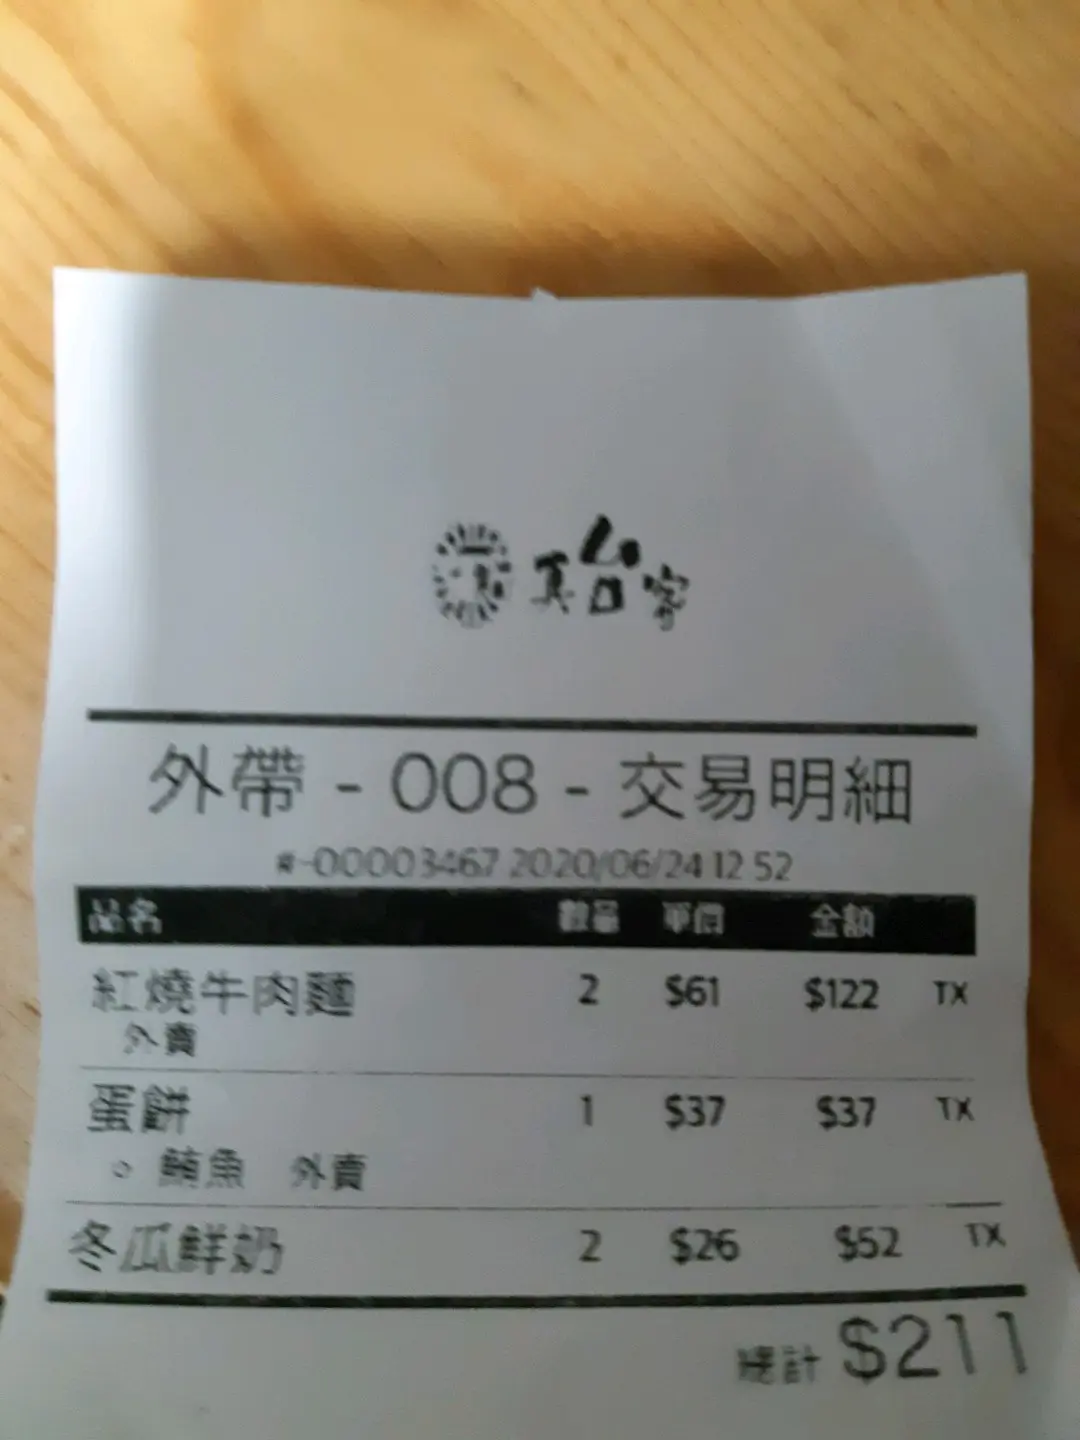 真台客
外帶 - 008 - 交易明細
#-00003467 2020/06/24 12 52
品名 數量 單價 金額
紅燒牛肉麵 2 $61 $122 TX
外賣
蛋餅 1 $37 $37 TX
○ 鮪魚 外賣
冬瓜鮮奶 2 $26 $52 TX
總計 $211